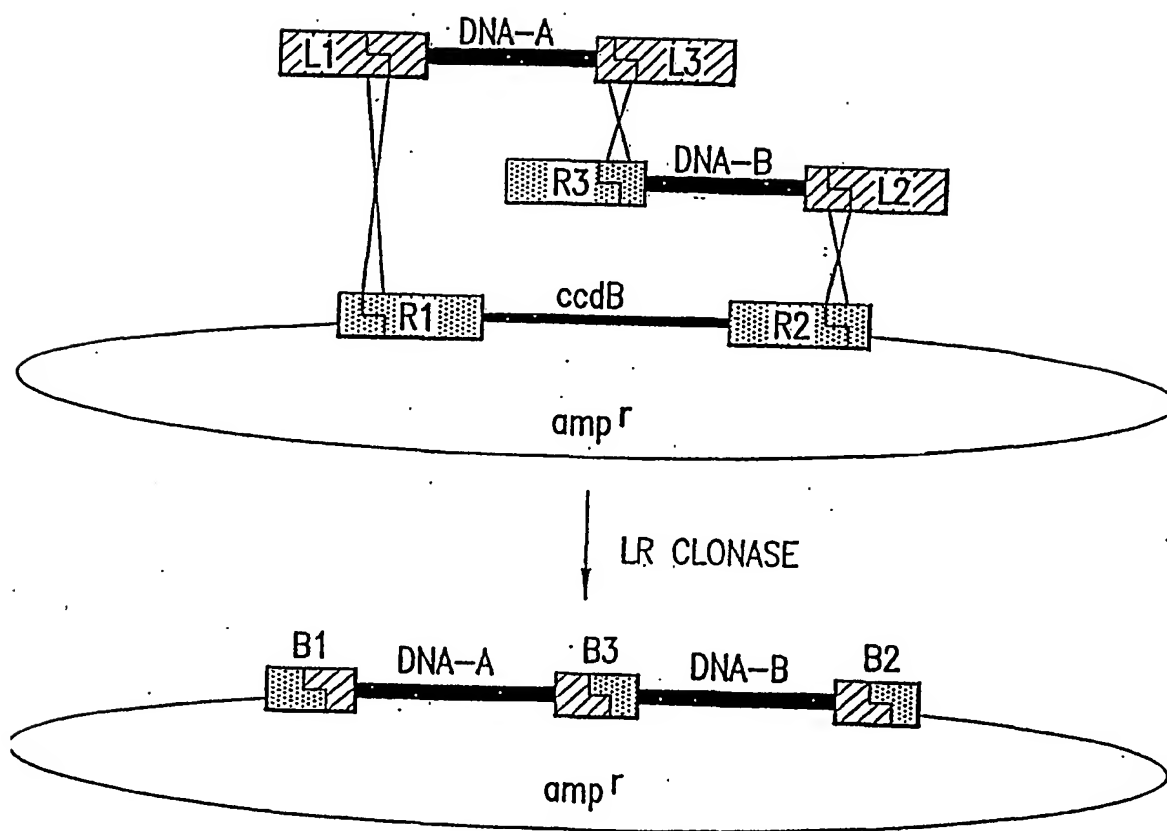 L1 DNA-A L3
R3 DNA-B L2
R1 ccdB R2
amp r
LR CLONASE
B1 DNA-A B3 DNA-B B2
amp r